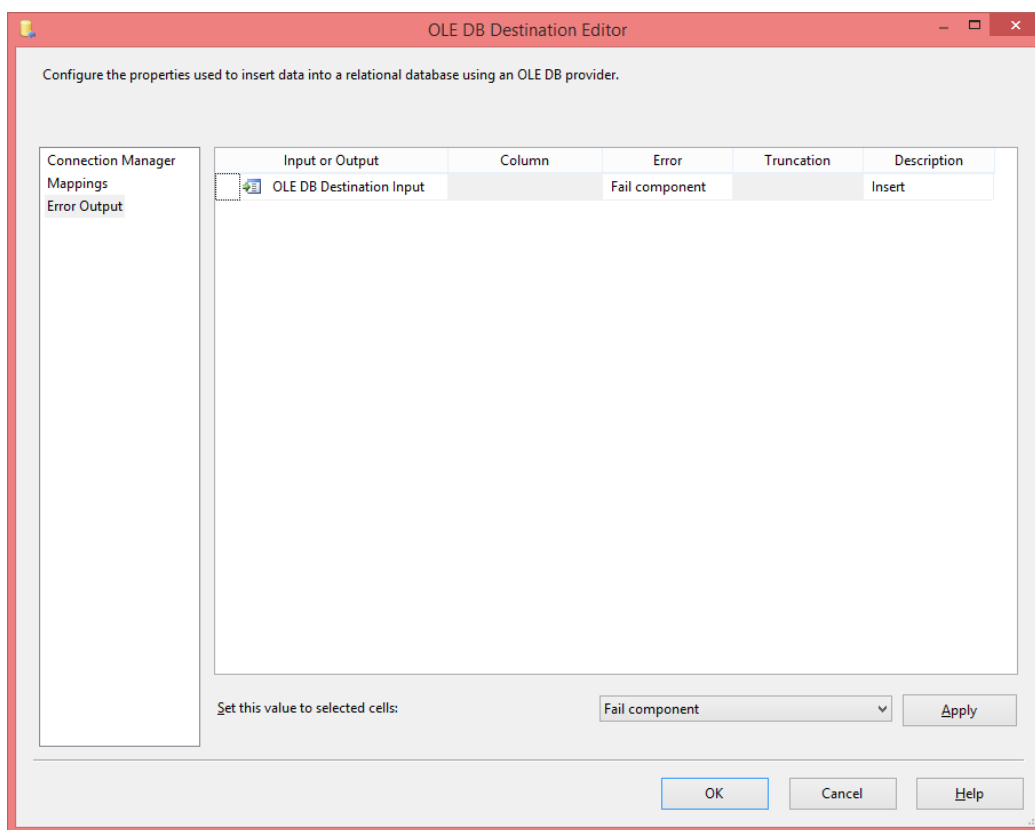 OLE DB Destination Editor
Configure the properties used to insert data into a relational database using an OLE DB provider.
Connection Manager
Mappings
Error Output
Input or Output Column Error Truncation Description
OLE DB Destination Input Fail component Insert
Set this value to selected cells: Fail component Apply
OK Cancel Help